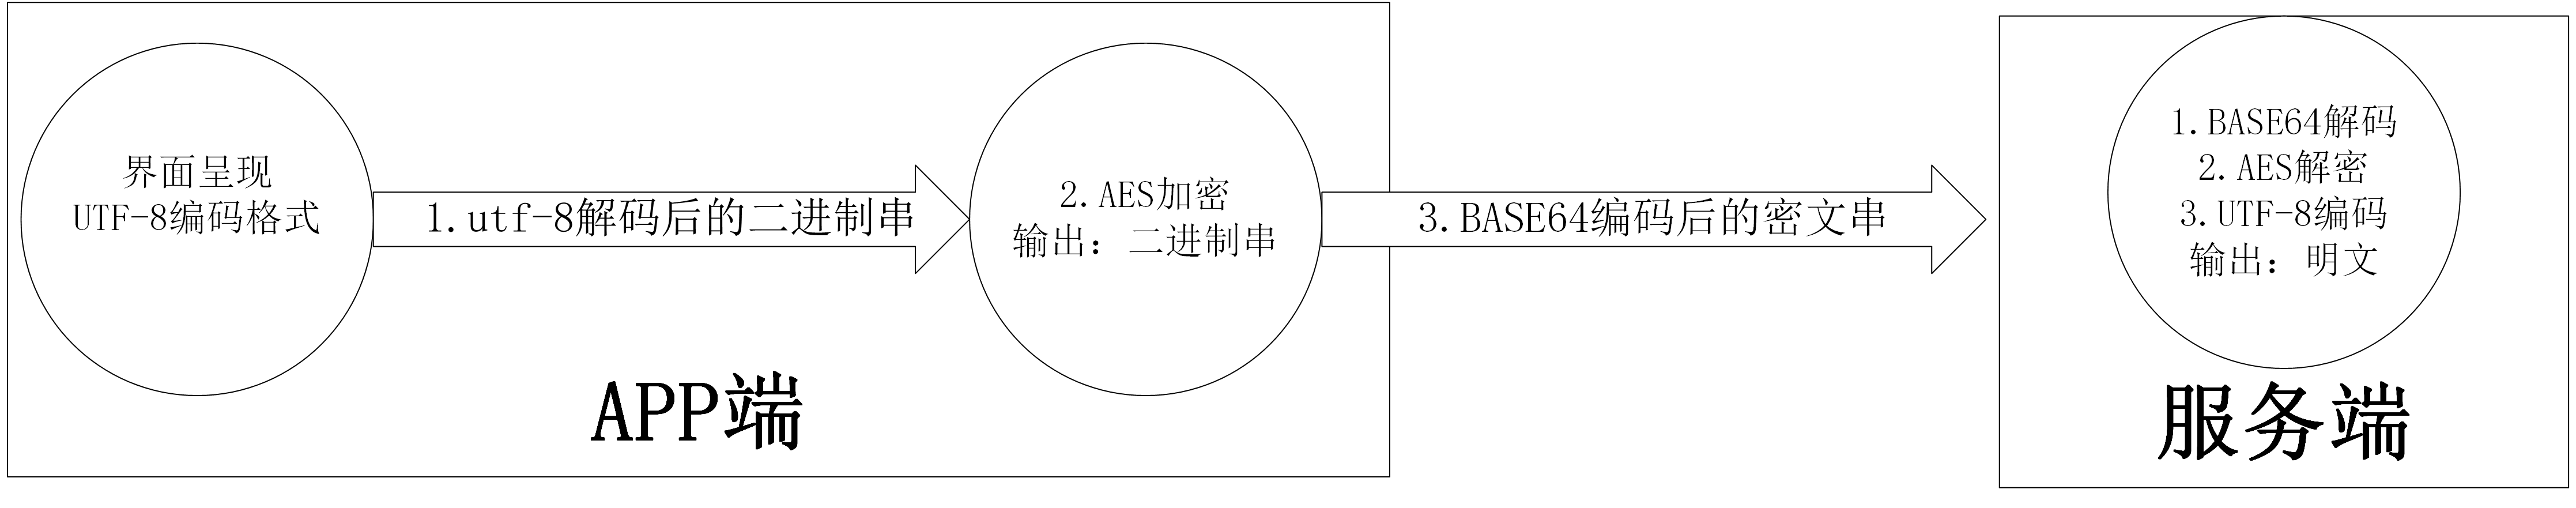 界面呈现
UTF-8编码格式
1.utf-8解码后的二进制串
2.AES加密
输出：二进制串
3.BASE64编码后的密文串
1.BASE64解码
2.AES解密
3.UTF-8编码
输出：明文
APP端
服务端